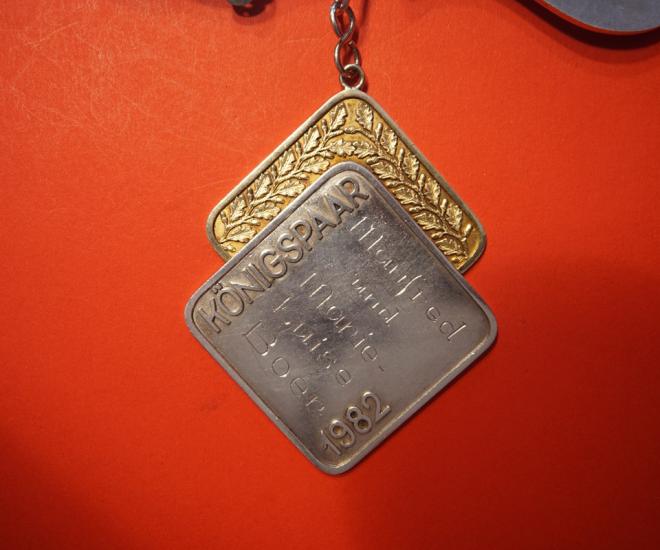 KÖNIGSPAAR
Manfred
und
Marie-
Luise
Boer
1982